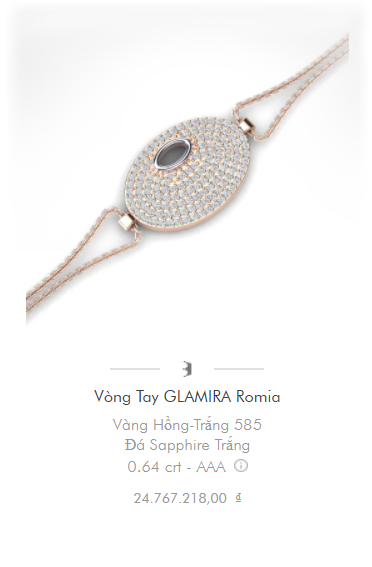 Vòng Tay GLAMIRA Romia
Vàng Hồng-Trắng 585
Đá Sapphire Trắng
0.64 crt - AAA
24.767.218,00 ₫